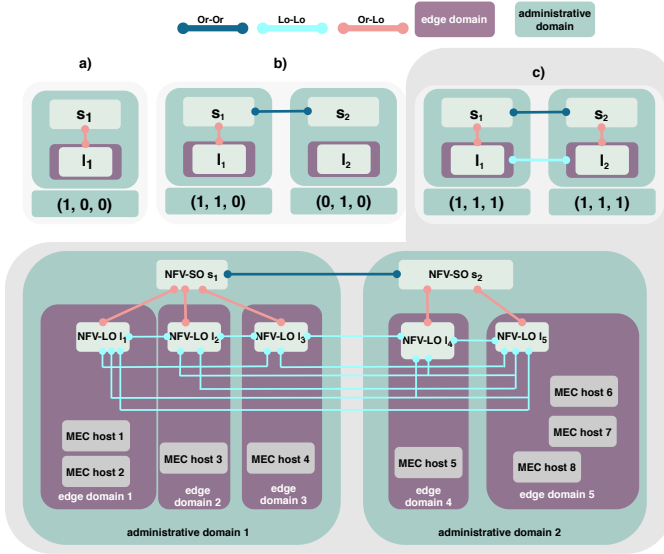 Or-Or
Lo-Lo
Or-Lo
edge domain
administrative
domain
a)
b)
c)
s1
l1
(1, 0, 0)
s1
s2
l1
l2
(1, 1, 0)
(0, 1, 0)
s1
s2
l1
l2
(1, 1, 1)
(1, 1, 1)
NFV-SO s1
NFV-SO s2
NFV-LO l1
NFV-LO l2
NFV-LO l3
NFV-LO l4
NFV-LO l5
MEC host 1
MEC host 2
MEC host 3
MEC host 4
MEC host 5
MEC host 6
MEC host 7
MEC host 8
edge domain 1
edge
domain 2
edge
domain 3
edge
domain 4
edge domain 5
administrative domain 1
administrative domain 2